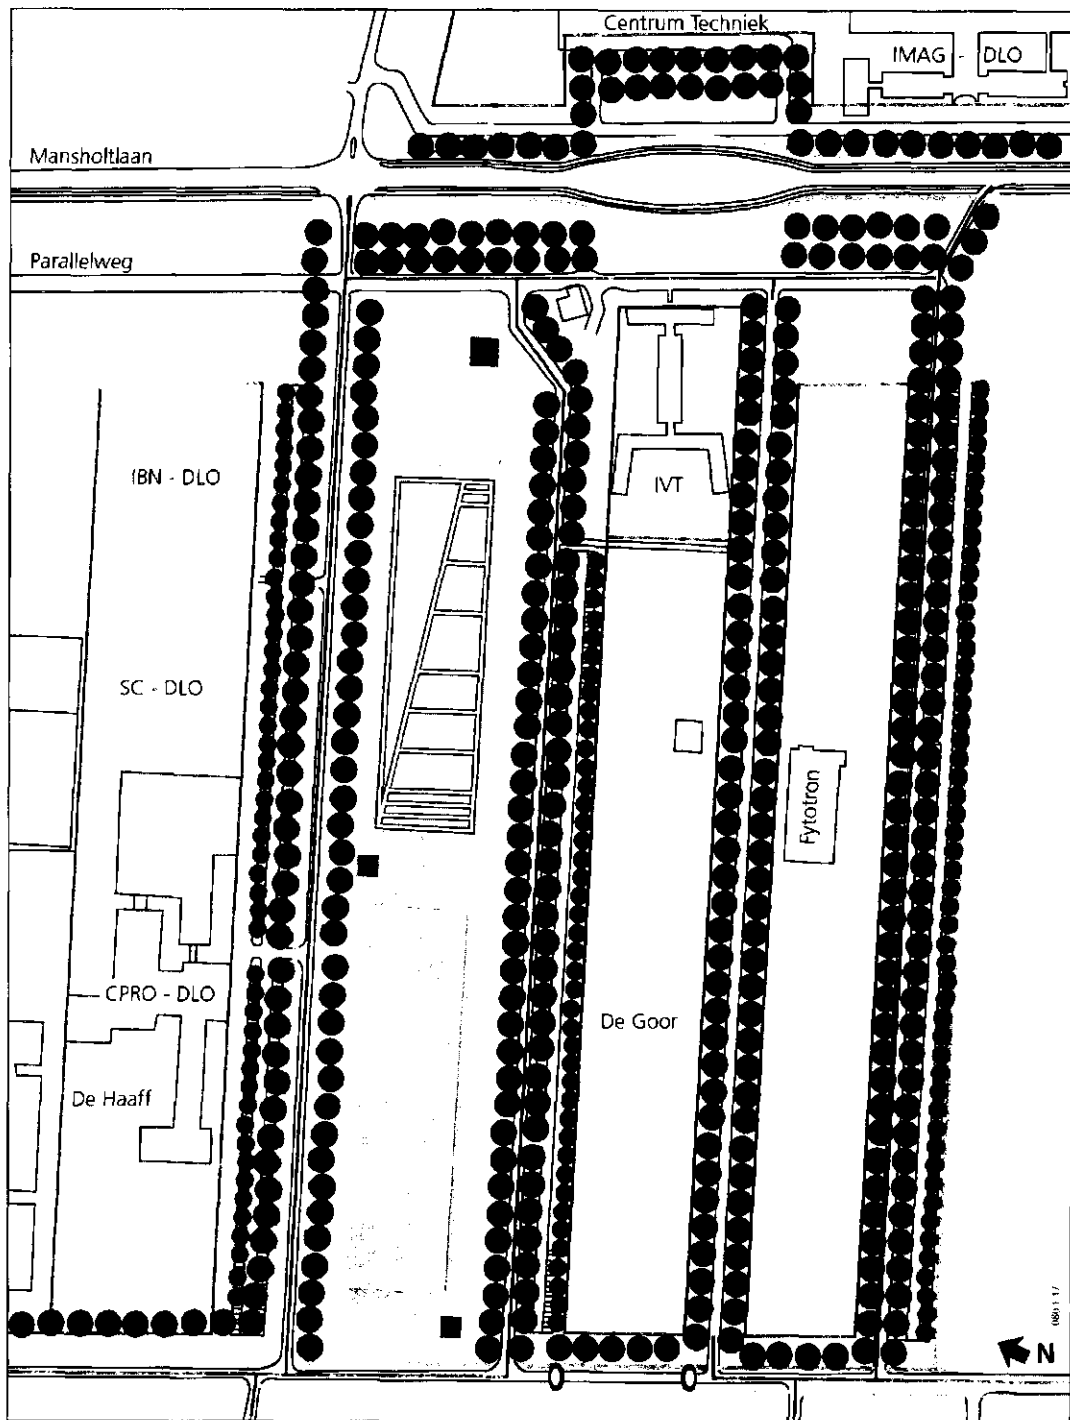 Centrum Techniek
IMAG - DLO
Mansholtlaan
Parallelweg
IBN - DLO
IVT
SC - DLO
Fytotron
CPRO - DLO
De Goor
De Haaff
N